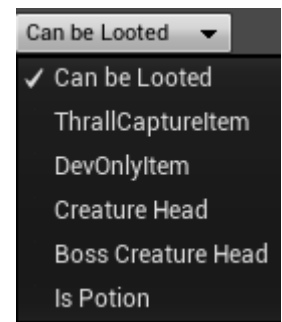 Can be Looted
Can be Looted
ThrallCaptureItem
DevOnlyItem
Creature Head
Boss Creature Head
Is Potion